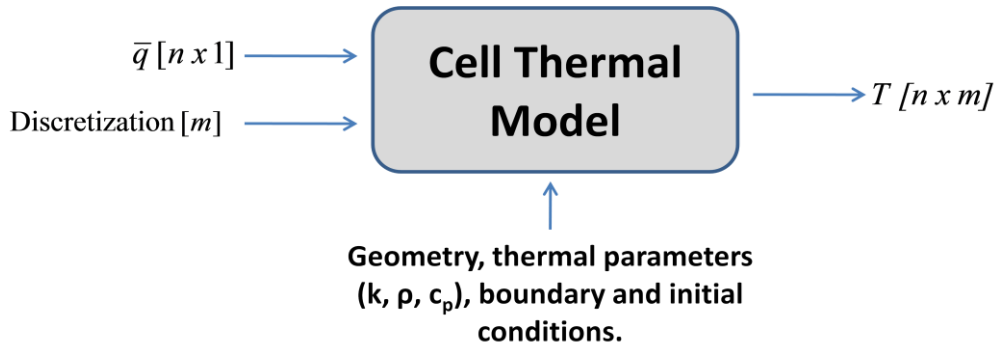 q̅ [n x 1]
Discretization [m]
Cell Thermal
Model
T [n x m]
Geometry, thermal parameters
(k, ρ, cₚ), boundary and initial
conditions.